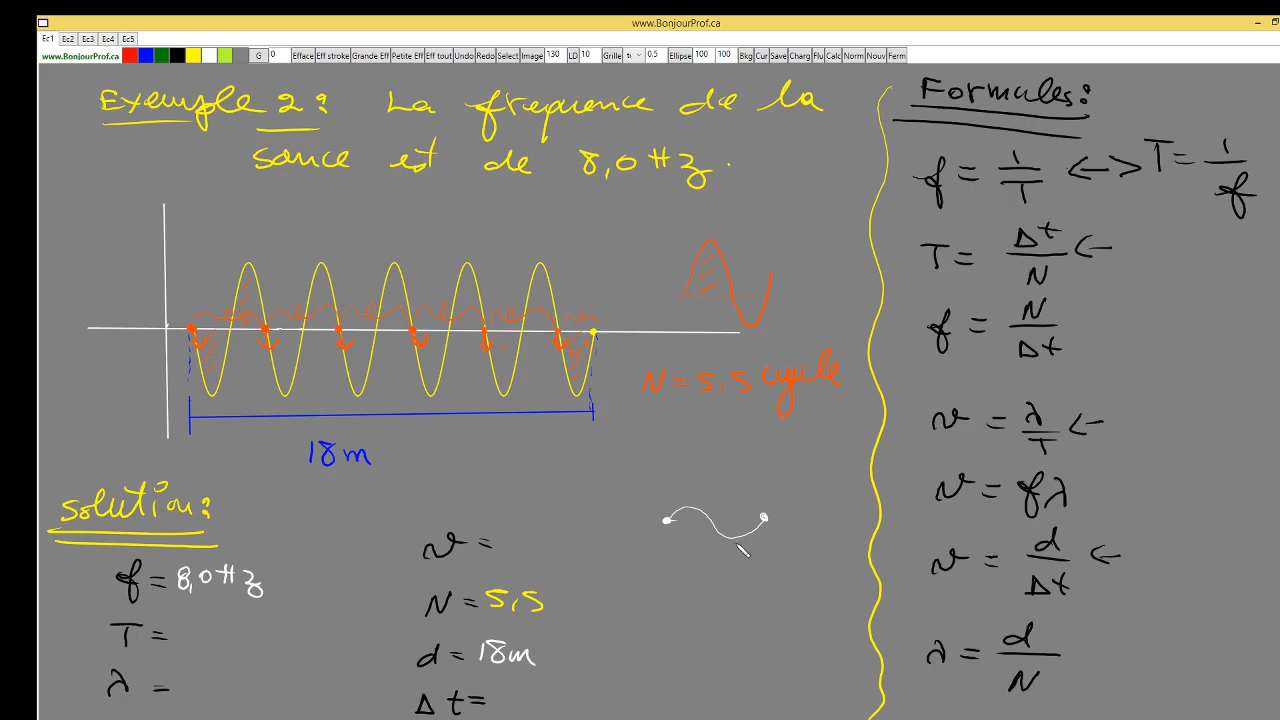 www.BonjourProf.ca
Ec1 Ec2 Ec3 Ec4 Ec5
www.BonjourProf.ca G 0 Efface Eff stroke Grande Eff Petite Eff Eff tout Undo Redo Select Image 130 LD 10 Grille 0.5 Ellipse 100 100 Bkg Cur Save Charg Flu Calc Norm Nouv Ferm
Exemple 2: La frequence de la
source est de 8,0 Hz.
N = 5,5 cycle
18 m
Solution:
f = 8,0 Hz
T =
λ =
v =
N = 5,5
d = 18m
Δt =
Formules:
f = 1/T <-> T = 1/f
T = Δt/N ←
f = N/Δt
v = λ/T ←
v = fλ
v = d/Δt ←
λ = d/N